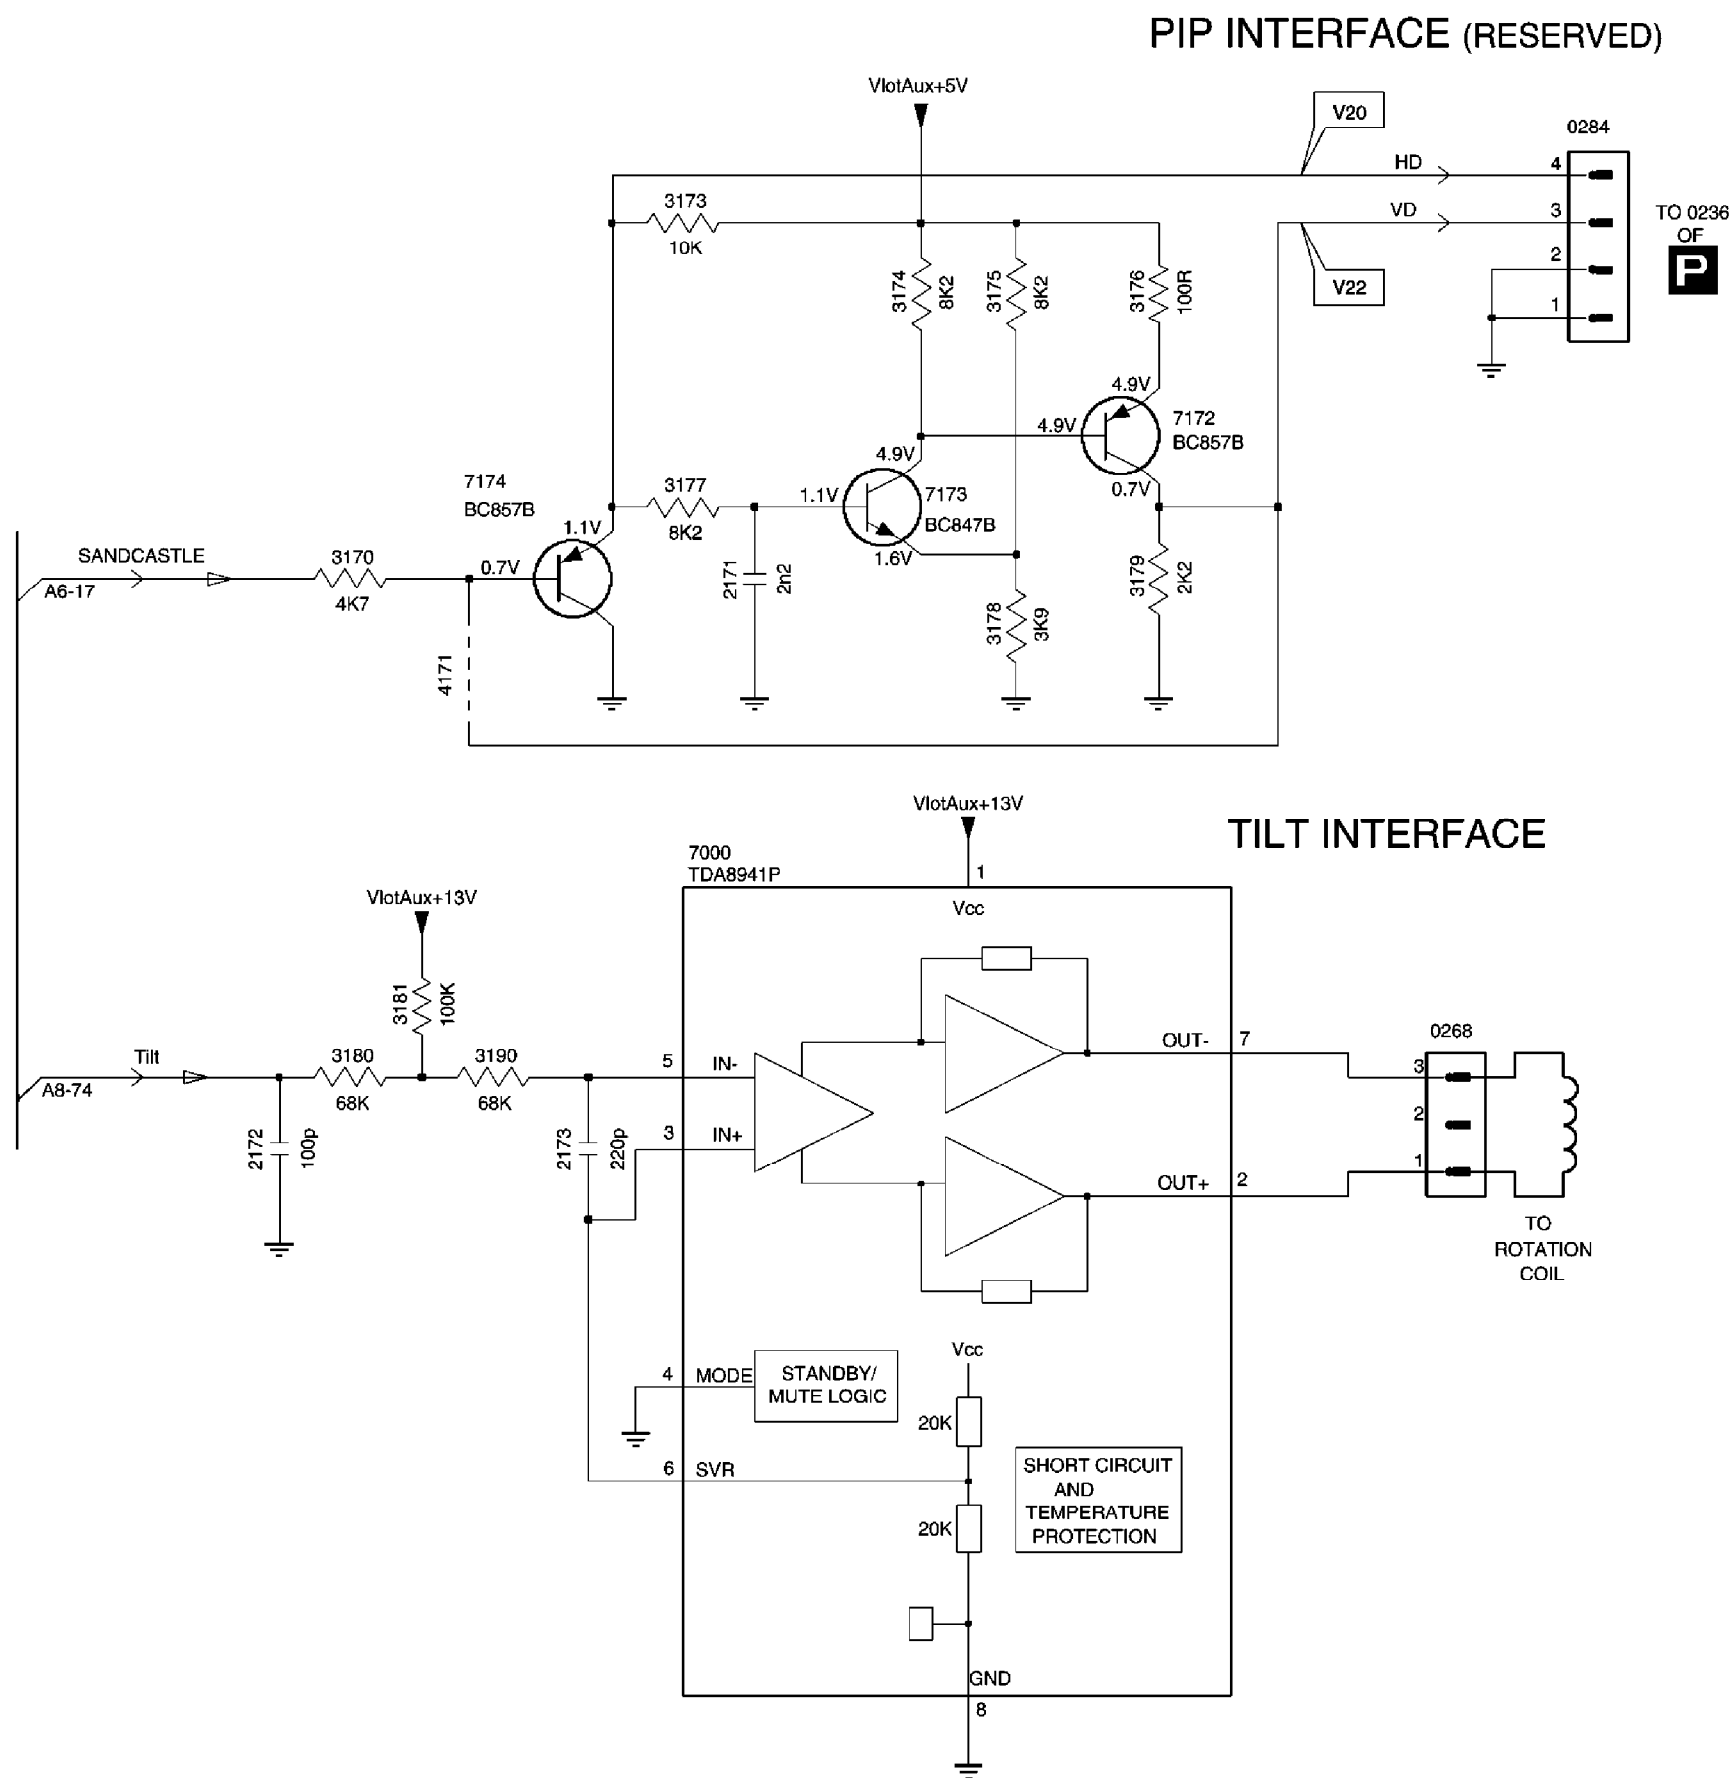 PIP INTERFACE (RESERVED)
VlotAux+5V
V20
0284
HD
4
3173
10K
VD
3
TO 0236
OF
P
3174
8K2
3175
8K2
3176
100R
V22
2
1
4.9V
7172
BC857B
4.9V
4.9V
0.7V
7174
BC857B
3177
8K2
1.1V
7173
BC847B
1.1V
1.6V
SANDCASTLE
A6-17
3170
4K7
0.7V
2171
2n2
3178
3K9
3179
2K2
4171
VlotAux+13V
TILT INTERFACE
7000
TDA8941P
1
Vcc
VlotAux+13V
3181
100K
Tilt
A8-74
3180
68K
3190
68K
5
IN-
OUT-
7
0268
3
2
1
2172
100p
2173
220p
3
IN+
OUT+
2
TO
ROTATION
COIL
4
MODE
STANDBY/
MUTE LOGIC
Vcc
20K
6
SVR
20K
SHORT CIRCUIT
AND
TEMPERATURE
PROTECTION
GND
8